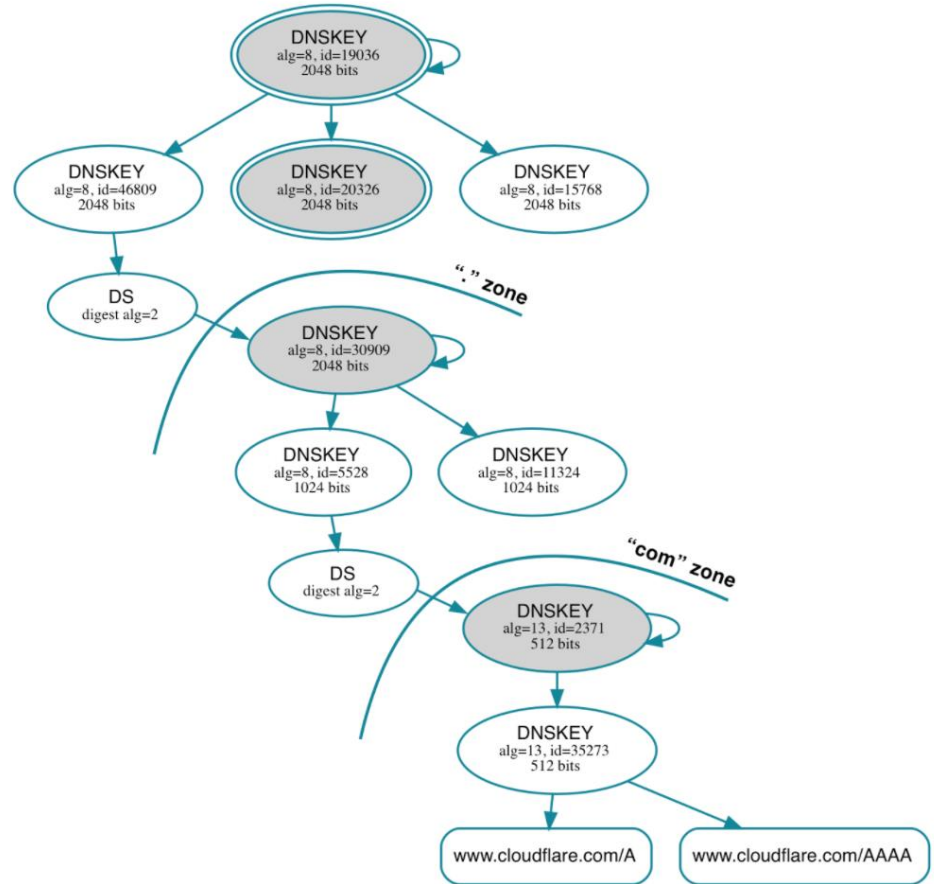 DNSKEY
alg=8, id=19036
2048 bits
DNSKEY
alg=8, id=46809
2048 bits
DNSKEY
alg=8, id=20326
2048 bits
DNSKEY
alg=8, id=15768
2048 bits
DS
digest alg=2
“.” zone
DNSKEY
alg=8, id=30909
2048 bits
DNSKEY
alg=8, id=5528
1024 bits
DNSKEY
alg=8, id=11324
1024 bits
DS
digest alg=2
“com” zone
DNSKEY
alg=13, id=2371
512 bits
DNSKEY
alg=13, id=35273
512 bits
www.cloudflare.com/A
www.cloudflare.com/AAAA